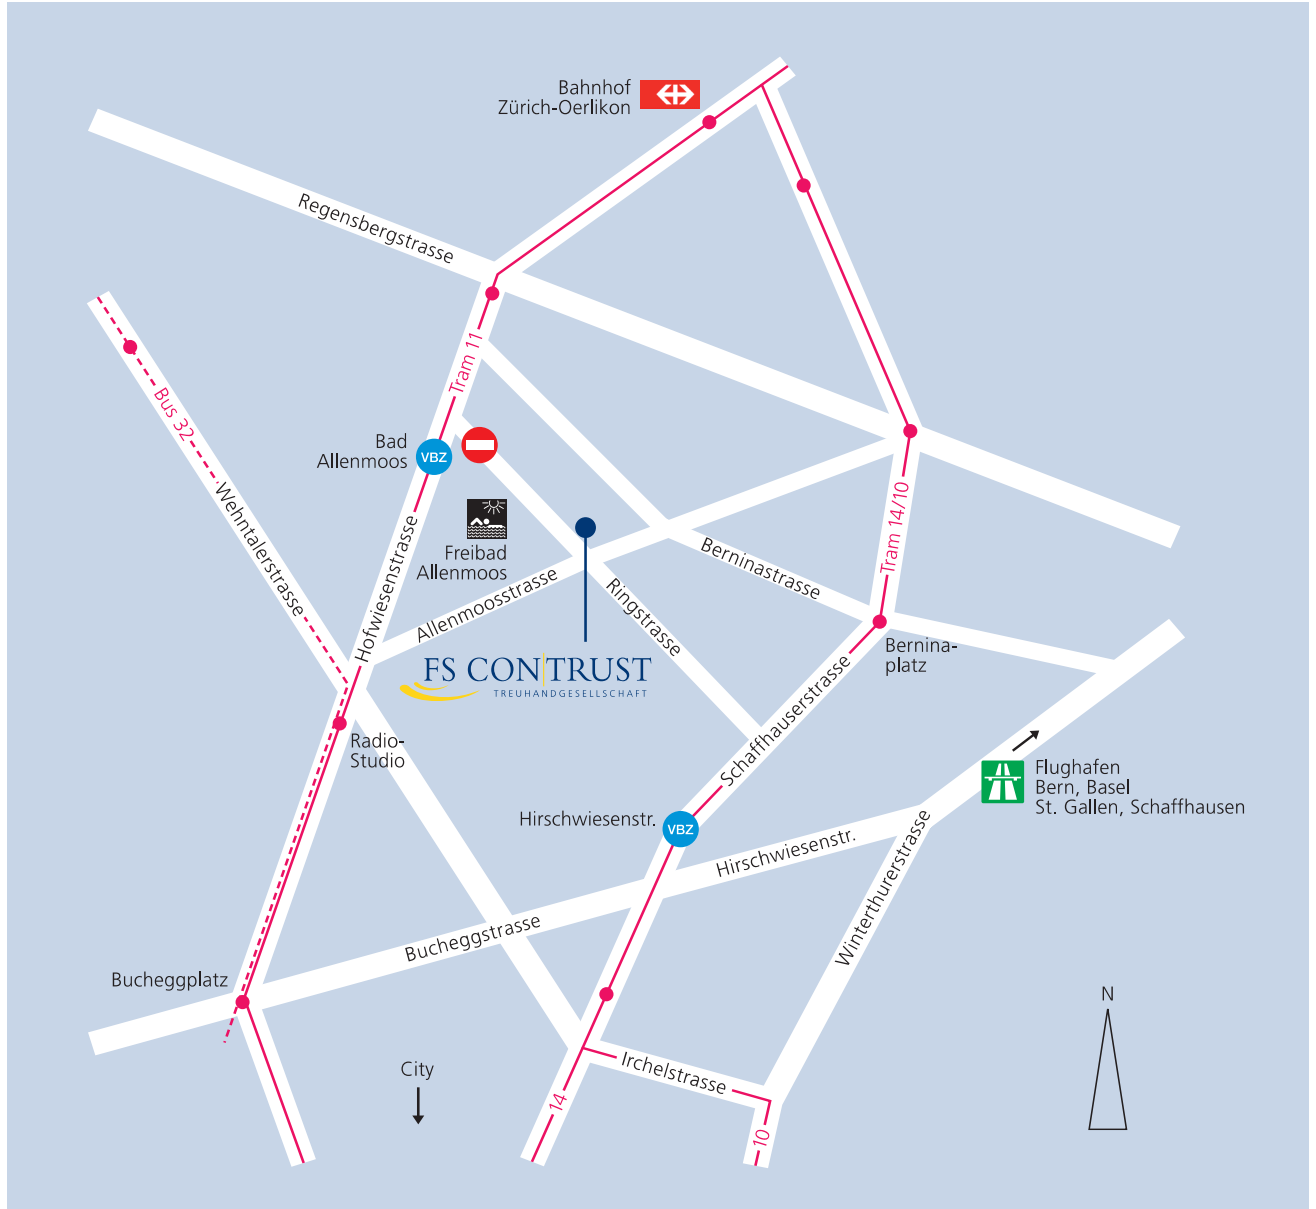 Bahnhof
Zürich-Oerlikon
Regensbergstrasse
Tram 11
Bus 32
Bad
Allenmoos
VBZ
Wehntalerstrasse
Hofwiesenstrasse
Freibad
Allenmoos
Allenmoosstrasse
Berninastrasse
Ringstrasse
Tram 14/10
Bernina-
platz
FS CONTRUST
TREUHANDGESELLSCHAFT
Schaffhauserstrasse
Radio-
Studio
Flughafen
Bern, Basel
St. Gallen, Schaffhausen
Hirschwiesenstr.
VBZ
Hirschwiesenstr.
Winterthurerstrasse
Bucheggstrasse
Bucheggplatz
N
City
Irchelstrasse
14
10